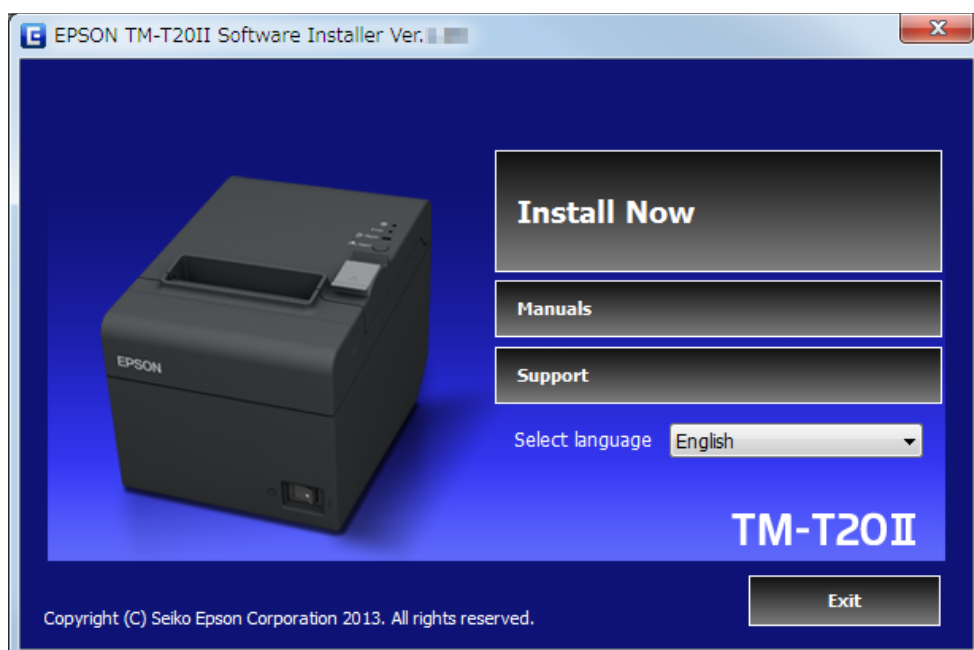 EPSON TM-T20II Software Installer Ver.
Install Now
EPSON
Manuals
Support
Select language English
TM-T20II
Exit
Copyright (C) Seiko Epson Corporation 2013. All rights reserved.